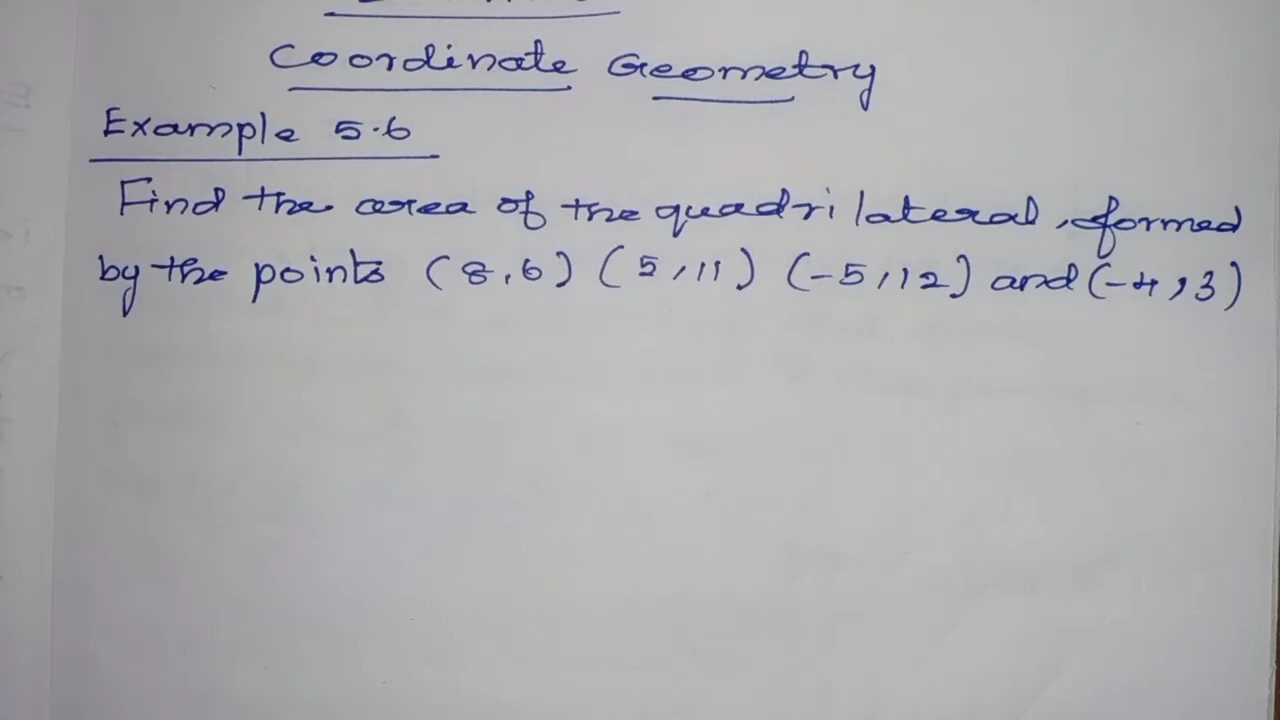 Coordinate Geometry
Example 5.6
Find the area of the quadrilateral, formed
by the points (8,6) (5,11) (-5,12) and (-4,3)